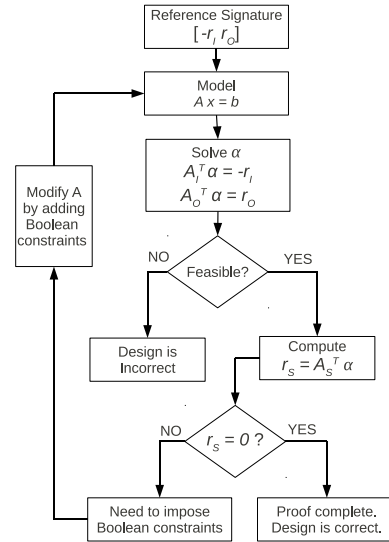 Reference Signature
[ -r_I r_O]
Model
A x = b
Solve α
A_I^T α = -r_I
A_O^T α = r_O
Modify A
by adding
Boolean
constraints
NO
Feasible?
YES
Design is
Incorrect
Compute
r_S = A_S^T α
NO
r_S = 0 ?
YES
Need to impose
Boolean constraints
Proof complete.
Design is correct.